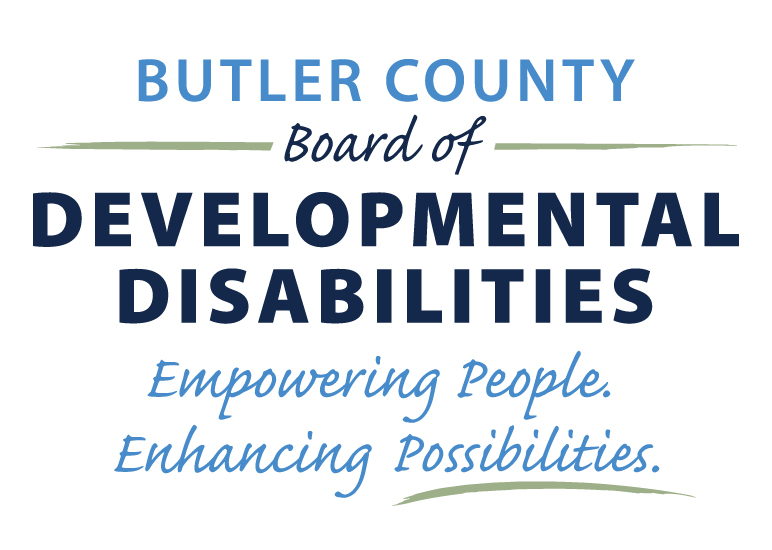 BUTLER COUNTY
Board of
DEVELOPMENTAL
DISABILITIES
Empowering People.
Enhancing Possibilities.